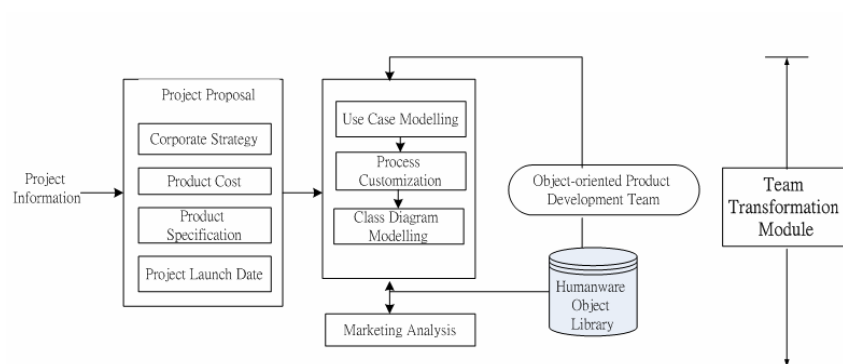 Project
Information
Project Proposal
Corporate Strategy
Product Cost
Product
Specification
Project Launch Date
Use Case Modelling
Process
Customization
Class Diagram
Modelling
Marketing Analysis
Object-oriented Product
Development Team
Humanware
Object
Library
Team
Transformation
Module